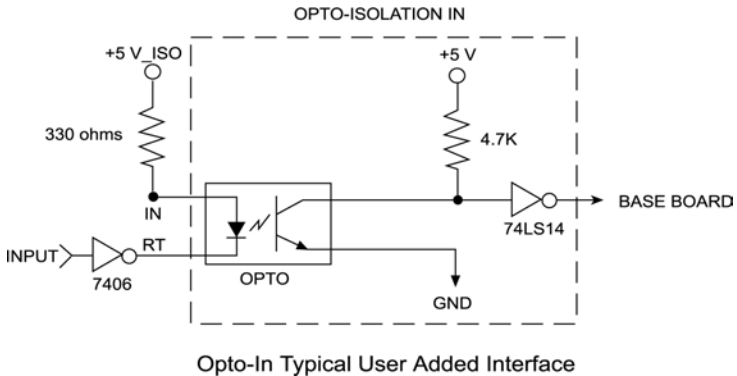 OPTO-ISOLATION IN
+5 V_ISO
+5 V
330 ohms
4.7K
IN
BASE BOARD
74LS14
INPUT
RT
7406
OPTO
GND
Opto-In Typical User Added Interface